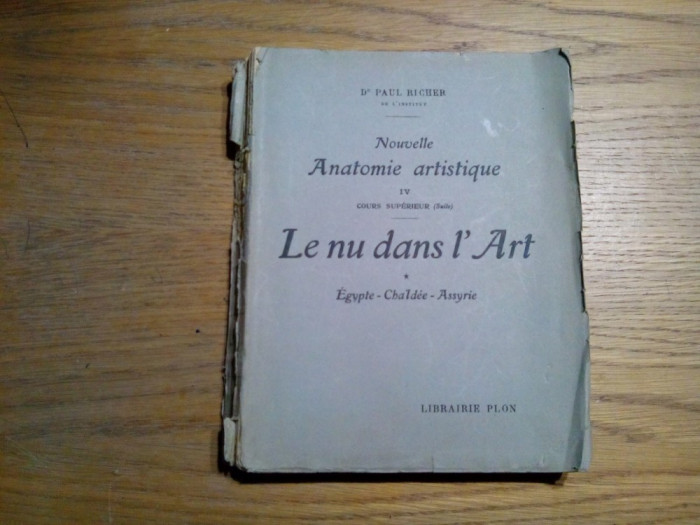 Dr PAUL RICHER
DE L'INSTITUT
Nouvelle
Anatomie artistique
IV
COURS SUPÉRIEUR (Suite)
Le nu dans l'Art
*
Égypte - Chaldée - Assyrie
LIBRAIRIE PLON